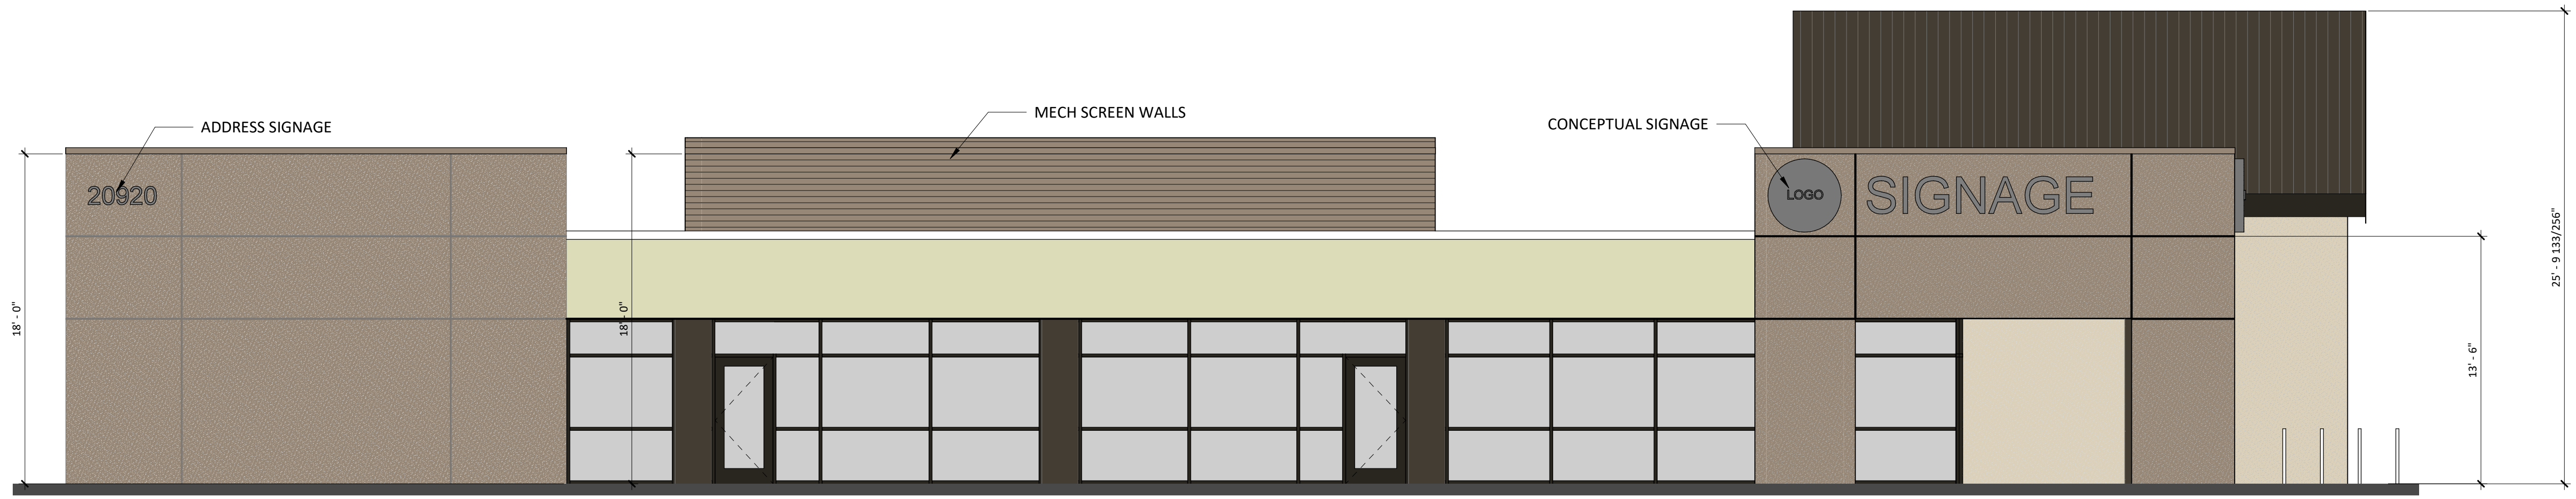 ADDRESS SIGNAGE
MECH SCREEN WALLS
CONCEPTUAL SIGNAGE
20920
LOGO
SIGNAGE
18' - 0"
18' - 0"
13' - 6"
25' - 9 133/256"